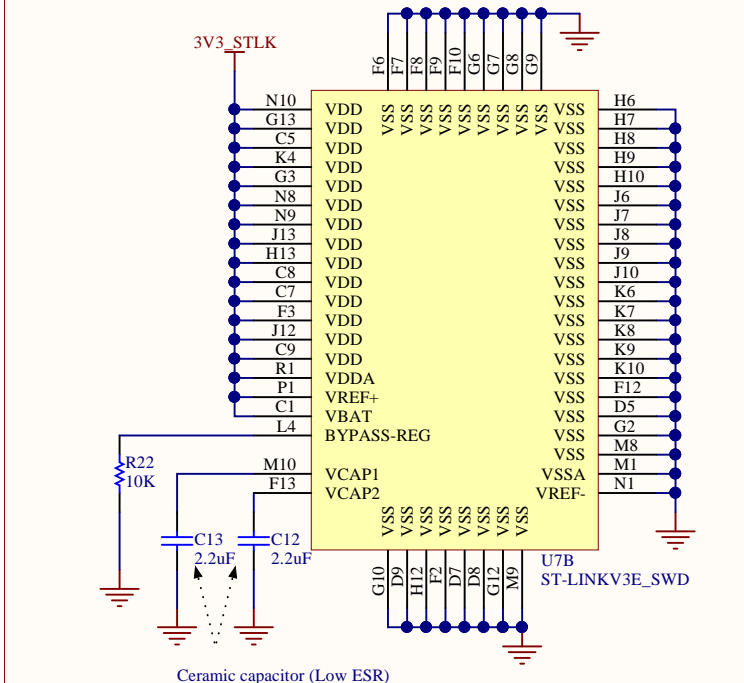 3V3_STLK
F6 F7 F8 F9 F10 G6 G7 G8 G9
VSS VSS VSS VSS VSS VSS VSS VSS VSS
N10 VDD VSS H6
G13 VDD VSS H7
C5 VDD VSS H8
K4 VDD VSS H9
G3 VDD VSS H10
N8 VDD VSS J6
N9 VDD VSS J7
J13 VDD VSS J8
H13 VDD VSS J9
C8 VDD VSS J10
C7 VDD VSS K6
F3 VDD VSS K7
J12 VDD VSS K8
C9 VDD VSS K9
R1 VDDA VSS K10
P1 VREF+ VSS F12
C1 VBAT VSS D5
L4 BYPASS-REG VSS G2
VSS M8
M10 VCAP1 VSSA M1
F13 VCAP2 VREF- N1
R22
10K
C13
2.2uF
C12
2.2uF
VSS VSS VSS VSS VSS VSS VSS VSS
G10 D9 H12 F2 D7 D8 G12 M9
U7B
ST-LINKV3E_SWD
Ceramic capacitor (Low ESR)